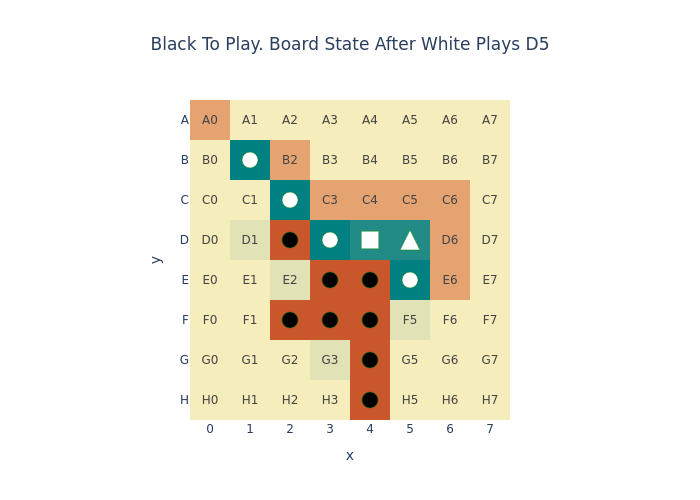 Black To Play. Board State After White Plays D5
A A0 A1 A2 A3 A4 A5 A6 A7
B B0 B2 B3 B4 B5 B6 B7
C C0 C1 C3 C4 C5 C6 C7
D D0 D1 D6 D7
y
E E0 E1 E2 E6 E7
F F0 F1 F5 F6 F7
G G0 G1 G2 G3 G5 G6 G7
H H0 H1 H2 H3 H5 H6 H7
0 1 2 3 4 5 6 7
x